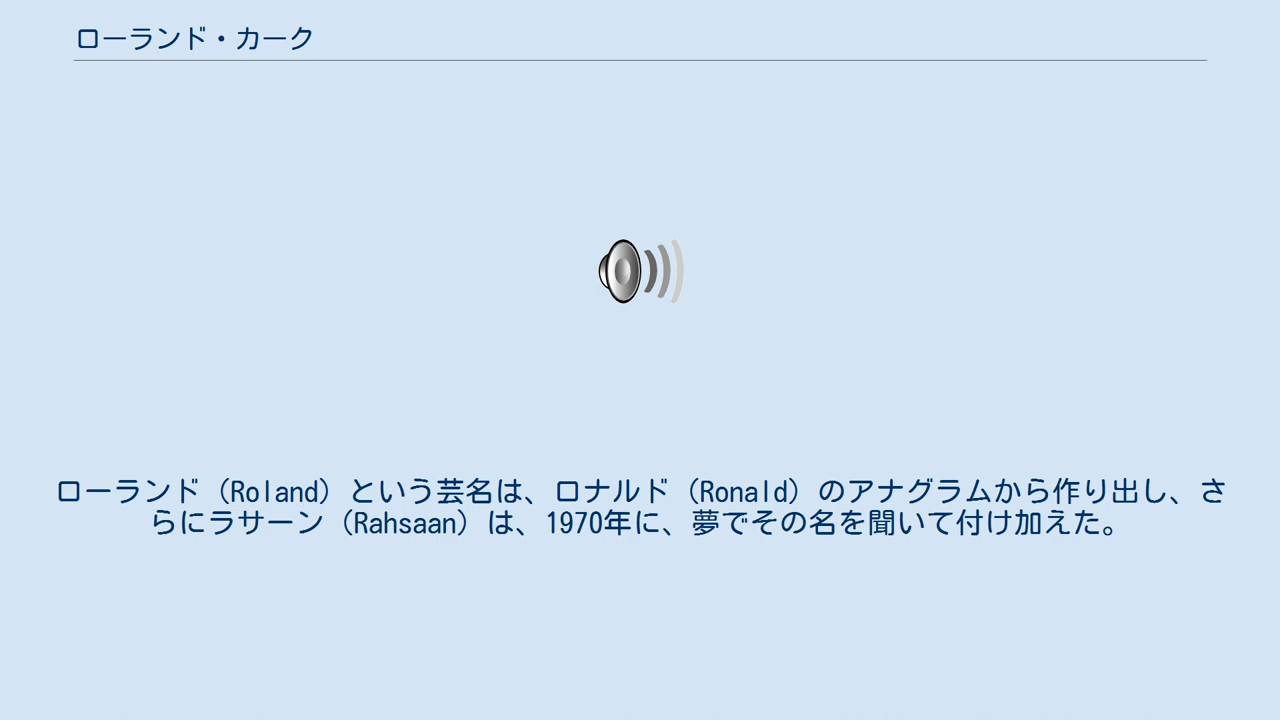 ローランド・カーク
ローランド（Roland）という芸名は、ロナルド（Ronald）のアナグラムから作り出し、さ
らにラサーン（Rahsaan）は、1970年に、夢でその名を聞いて付け加えた。